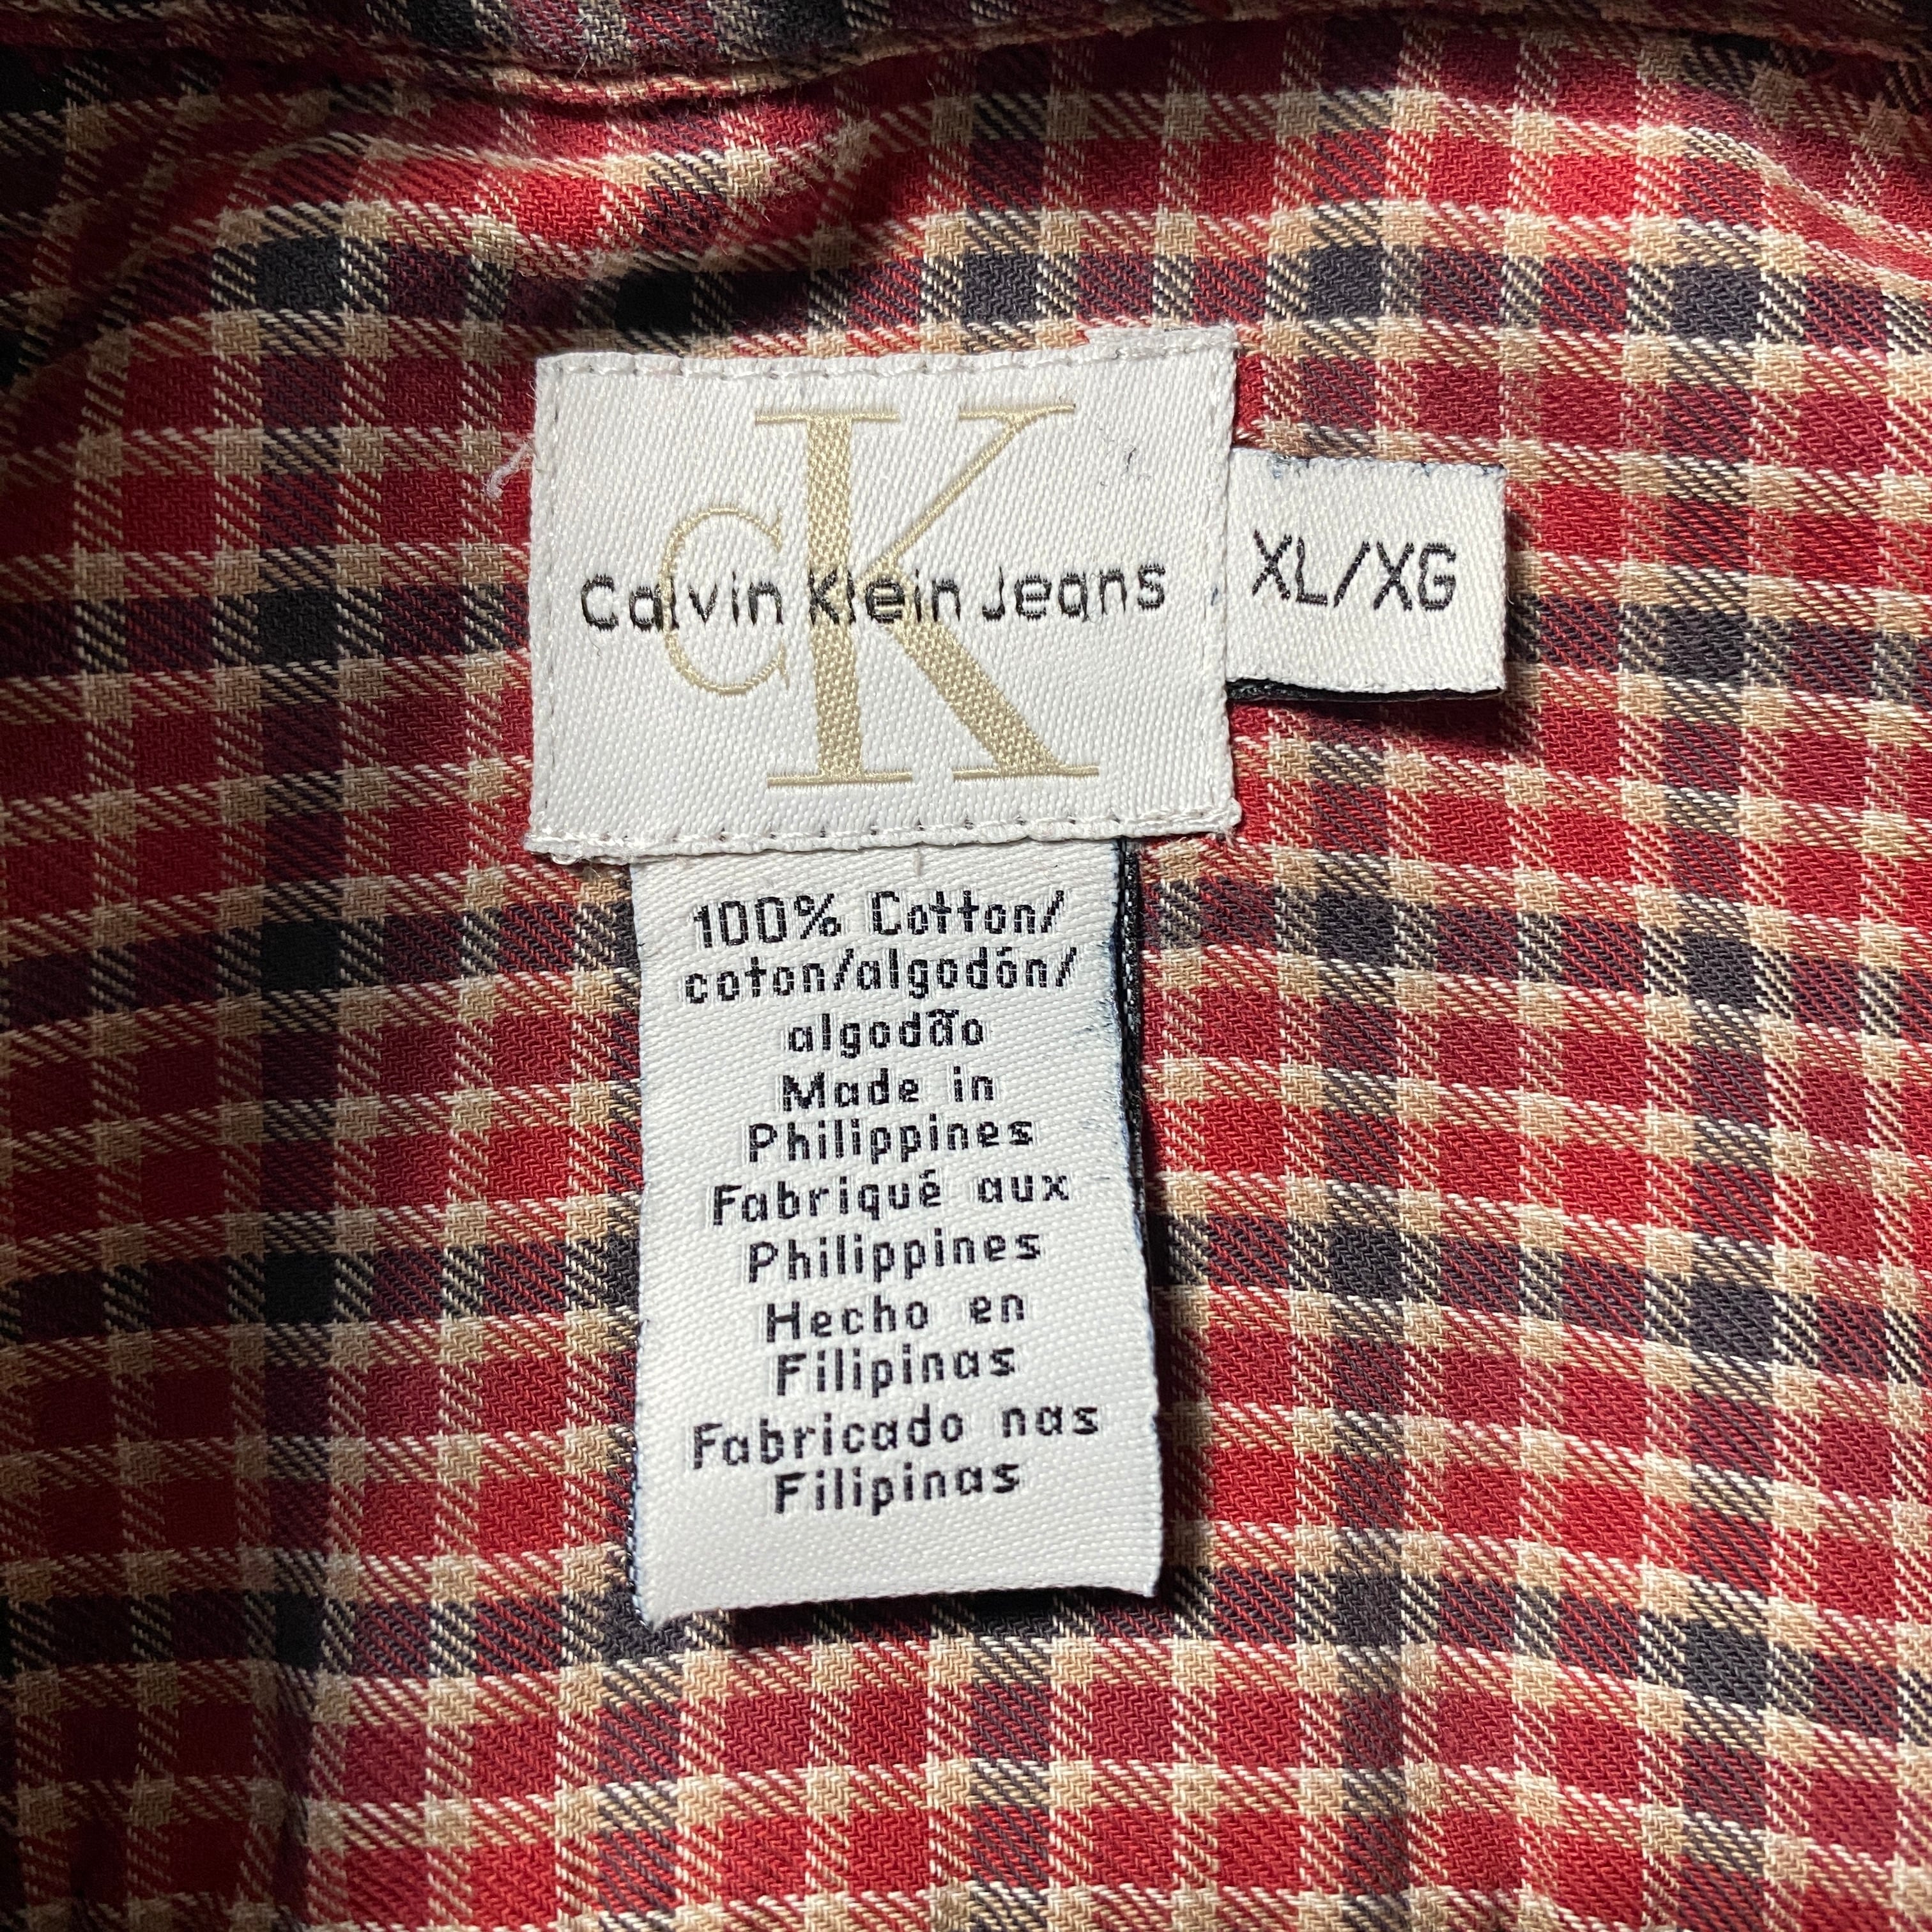 CK
Calvin Klein Jeans
XL/XG
100% Cotton/
coton/algodón/
algodão
Made in
Philippines
Fabriqué aux
Philippines
Hecho en
Filipinas
Fabricado nas
Filipinas